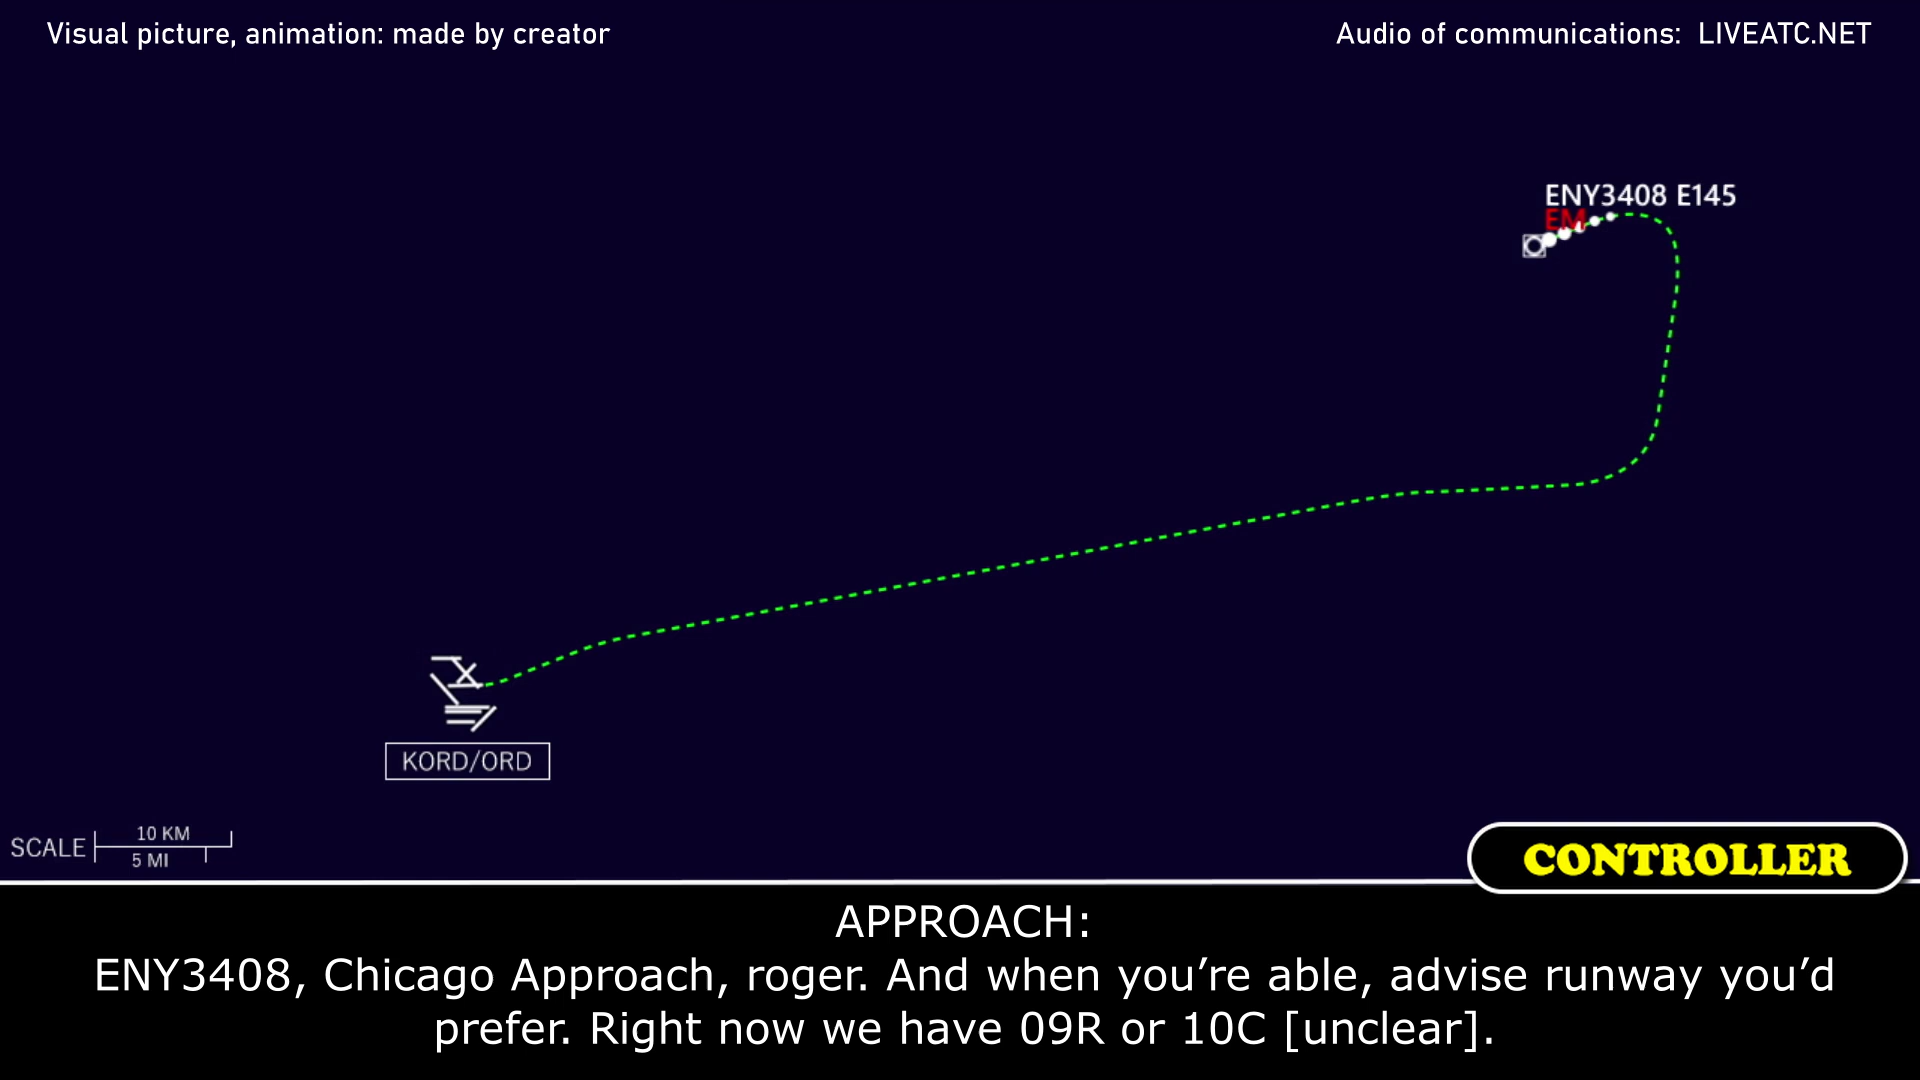 Visual picture, animation: made by creator
Audio of communications: LIVEATC.NET
ENY3408 E145
EM
KORD/ORD
SCALE
10 KM
5 MI
CONTROLLER
APPROACH:
ENY3408, Chicago Approach, roger. And when you’re able, advise runway you’d
prefer. Right now we have 09R or 10C [unclear].